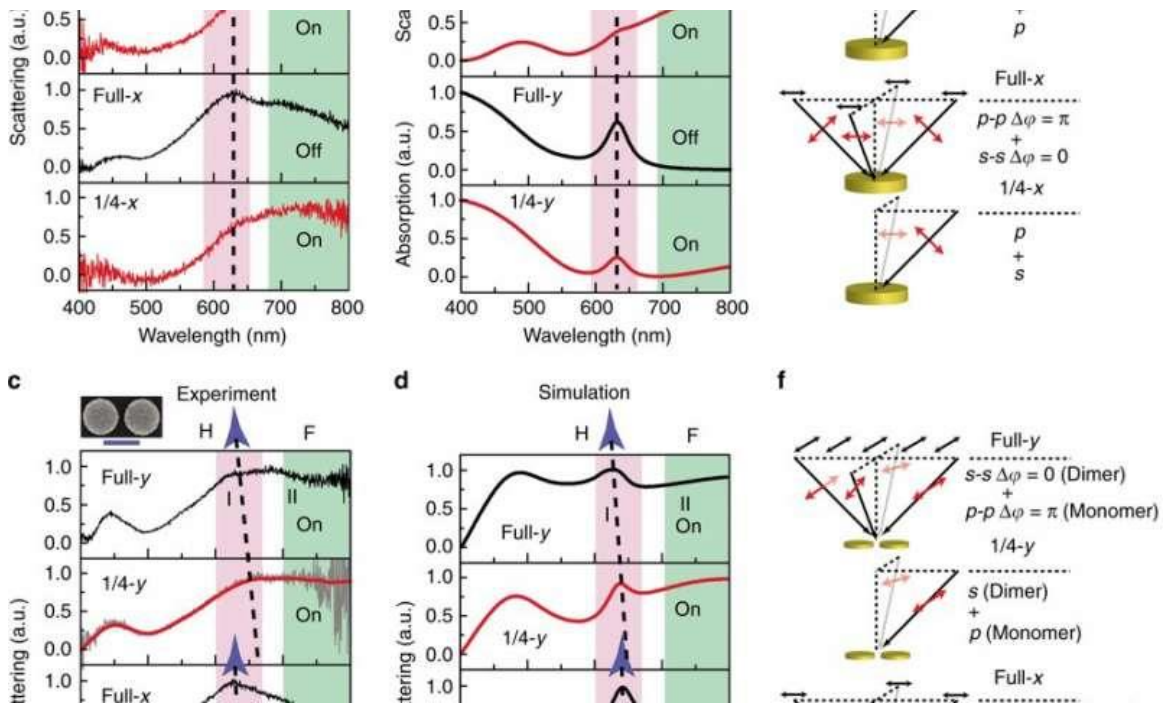 Scattering (a.u.)
0.5
0.0
On
Full-x
1.0
0.5
0.0
Off
1/4-x
1.0
0.5
0.0
On
400 500 600 700 800
Wavelength (nm)
0.5
0.0
On
Absorption (a.u.)
Full-y
1.0
0.5
0.0
Off
1/4-y
1.0
0.5
0.0
On
400 500 600 700 800
Wavelength (nm)
p
Full-x
p-p Δφ = π
+
s-s Δφ = 0
1/4-x
p
+
s
c
Experiment
H F
Full-y
1.0
0.5
0.0
I II
On
1/4-y
1.0
0.5
0.0
On
Full-x
1.0
d
Simulation
H F
1.0
0.5
0.0
I II
On
Full-y
1.0
0.5
0.0
On
1/4-y
1.0
f
Full-y
s-s Δφ = 0 (Dimer)
+
p-p Δφ = π (Monomer)
1/4-y
s (Dimer)
+
p (Monomer)
Full-x